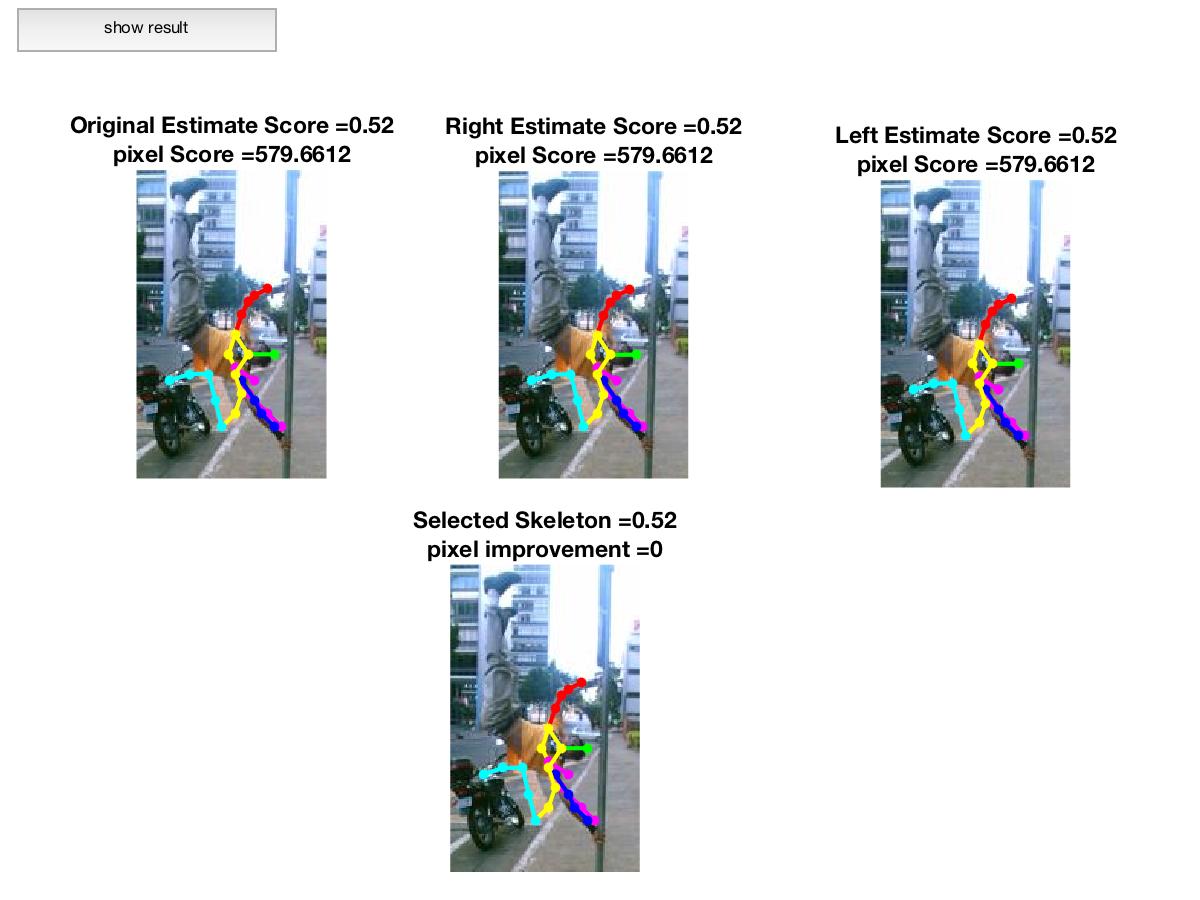 show result
Original Estimate Score =0.52
pixel Score =579.6612
Right Estimate Score =0.52
pixel Score =579.6612
Left Estimate Score =0.52
pixel Score =579.6612
Selected Skeleton =0.52
pixel improvement =0